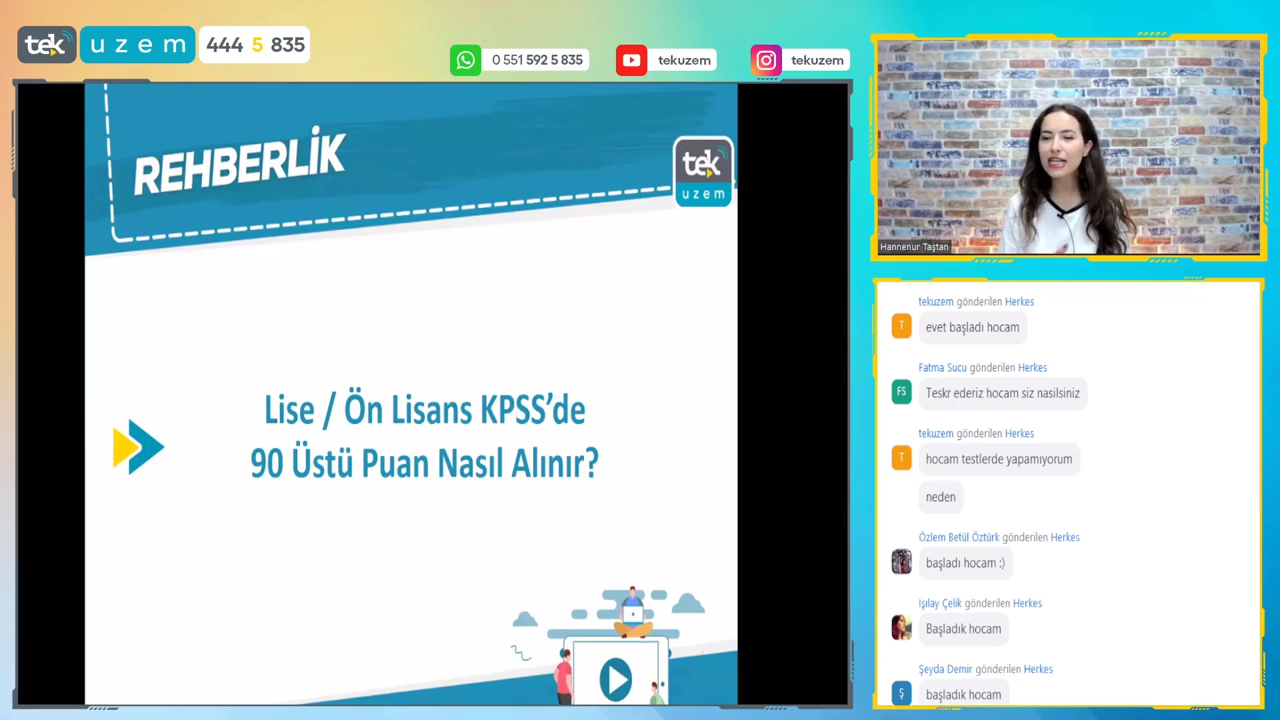 tek
uzem
444 5 835
0 551 592 5 835
tekuzem
tekuzem
REHBERLİK
tek
uzem
Lise / Ön Lisans KPSS’de
90 Üstü Puan Nasıl Alınır?
Hannenur Taştan
tekuzem gönderilen Herkes
T
evet başladı hocam
Fatma Sucu gönderilen Herkes
FS
Teskr ederiz hocam siz nasilsiniz
tekuzem gönderilen Herkes
T
hocam testlerde yapamıyorum
neden
Özlem Betül Öztürk gönderilen Herkes
başladı hocam :)
Işılay Çelik gönderilen Herkes
Başladık hocam
Şeyda Demir gönderilen Herkes
Ş
başladık hocam